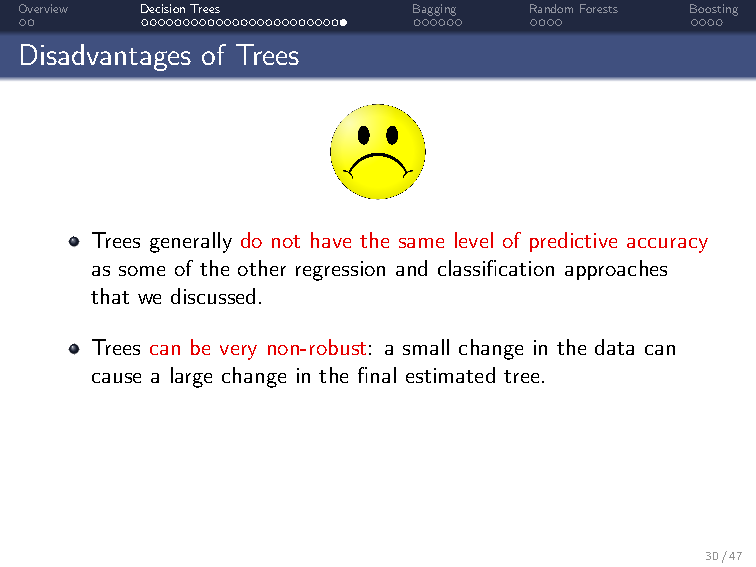 Overview
Decision Trees
Bagging
Random Forests
Boosting
Disadvantages of Trees
Trees generally do not have the same level of predictive accuracy
as some of the other regression and classification approaches
that we discussed.
Trees can be very non-robust: a small change in the data can
cause a large change in the final estimated tree.
30 / 47